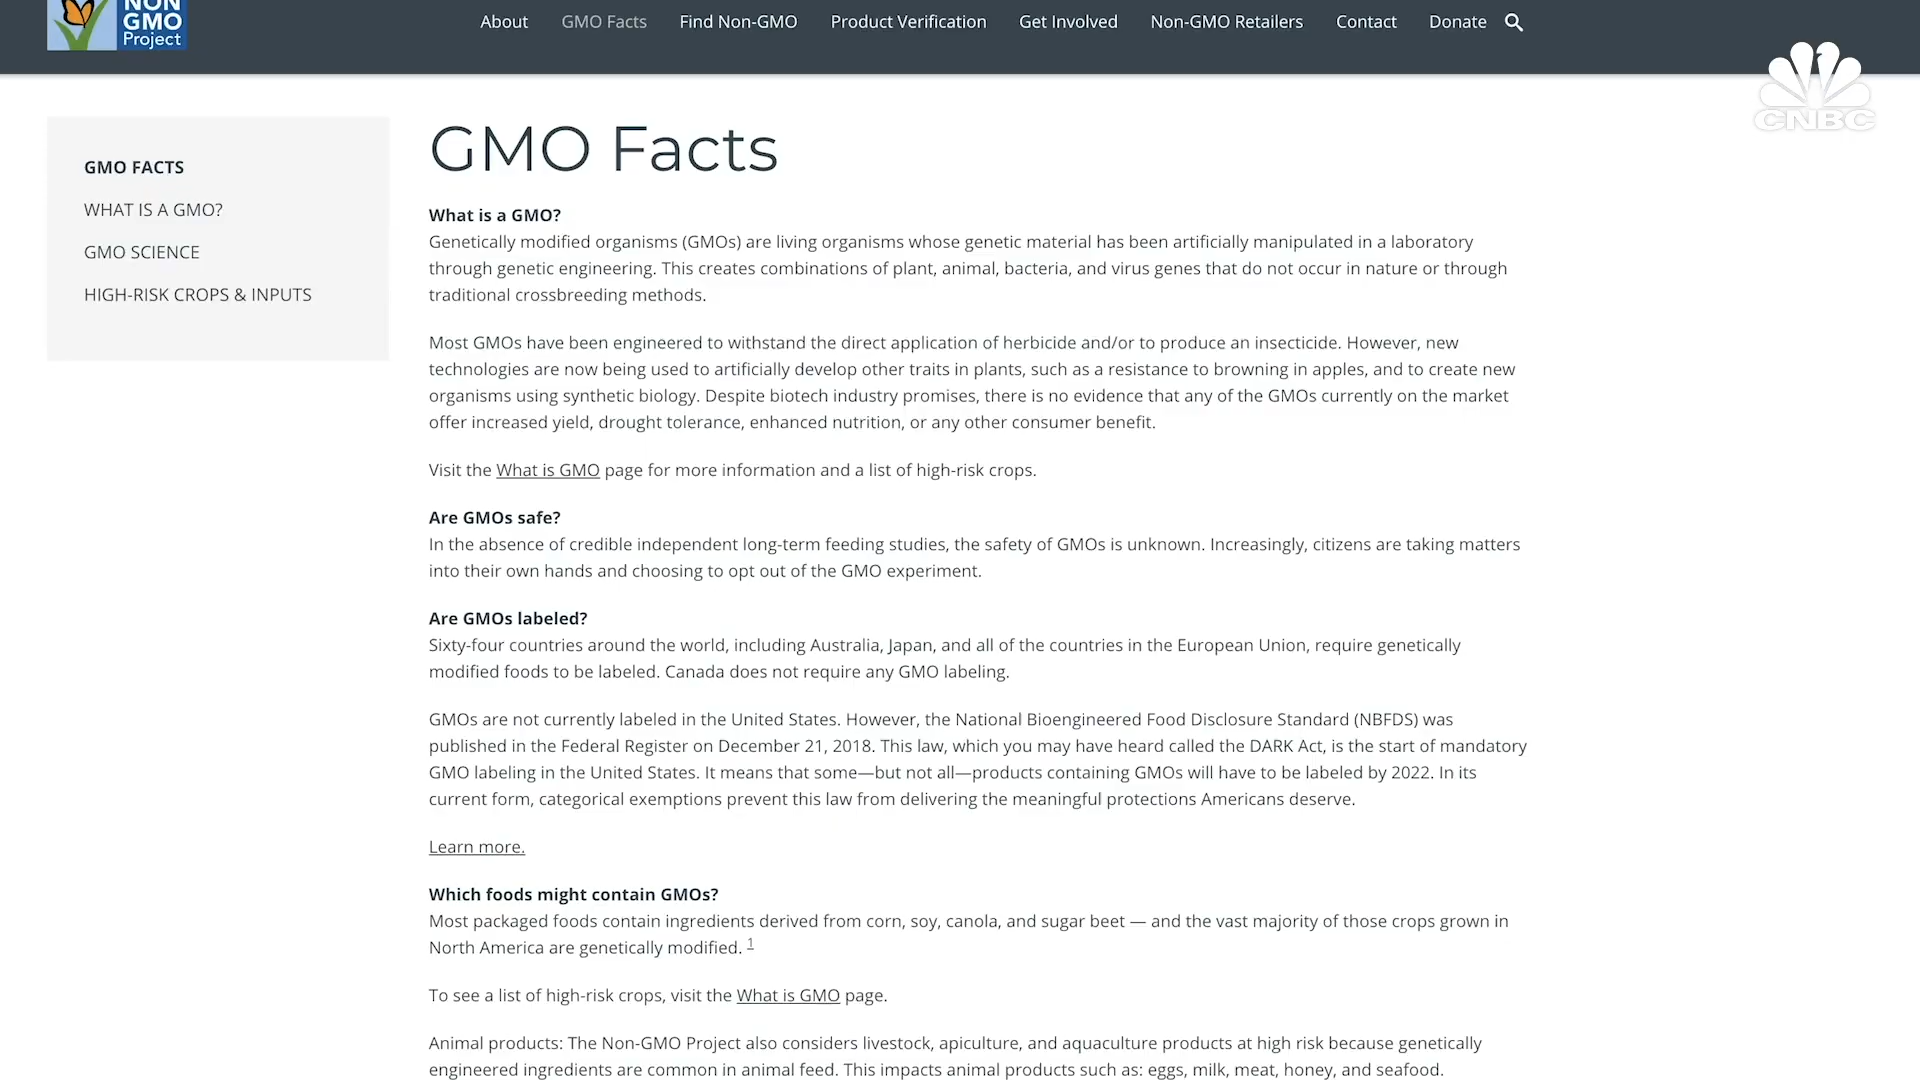 NON
GMO
Project
About
GMO Facts
Find Non-GMO
Product Verification
Get Involved
Non-GMO Retailers
Contact
Donate
CNBC
GMO FACTS
WHAT IS A GMO?
GMO SCIENCE
HIGH-RISK CROPS & INPUTS
GMO Facts
What is a GMO?
Genetically modified organisms (GMOs) are living organisms whose genetic material has been artificially manipulated in a laboratory
through genetic engineering. This creates combinations of plant, animal, bacteria, and virus genes that do not occur in nature or through
traditional crossbreeding methods.
Most GMOs have been engineered to withstand the direct application of herbicide and/or to produce an insecticide. However, new
technologies are now being used to artificially develop other traits in plants, such as a resistance to browning in apples, and to create new
organisms using synthetic biology. Despite biotech industry promises, there is no evidence that any of the GMOs currently on the market
offer increased yield, drought tolerance, enhanced nutrition, or any other consumer benefit.
Visit the What is GMO page for more information and a list of high-risk crops.
Are GMOs safe?
In the absence of credible independent long-term feeding studies, the safety of GMOs is unknown. Increasingly, citizens are taking matters
into their own hands and choosing to opt out of the GMO experiment.
Are GMOs labeled?
Sixty-four countries around the world, including Australia, Japan, and all of the countries in the European Union, require genetically
modified foods to be labeled. Canada does not require any GMO labeling.
GMOs are not currently labeled in the United States. However, the National Bioengineered Food Disclosure Standard (NBFDS) was
published in the Federal Register on December 21, 2018. This law, which you may have heard called the DARK Act, is the start of mandatory
GMO labeling in the United States. It means that some—but not all—products containing GMOs will have to be labeled by 2022. In its
current form, categorical exemptions prevent this law from delivering the meaningful protections Americans deserve.
Learn more.
Which foods might contain GMOs?
Most packaged foods contain ingredients derived from corn, soy, canola, and sugar beet — and the vast majority of those crops grown in
North America are genetically modified. 1
To see a list of high-risk crops, visit the What is GMO page.
Animal products: The Non-GMO Project also considers livestock, apiculture, and aquaculture products at high risk because genetically
engineered ingredients are common in animal feed. This impacts animal products such as: eggs, milk, meat, honey, and seafood.